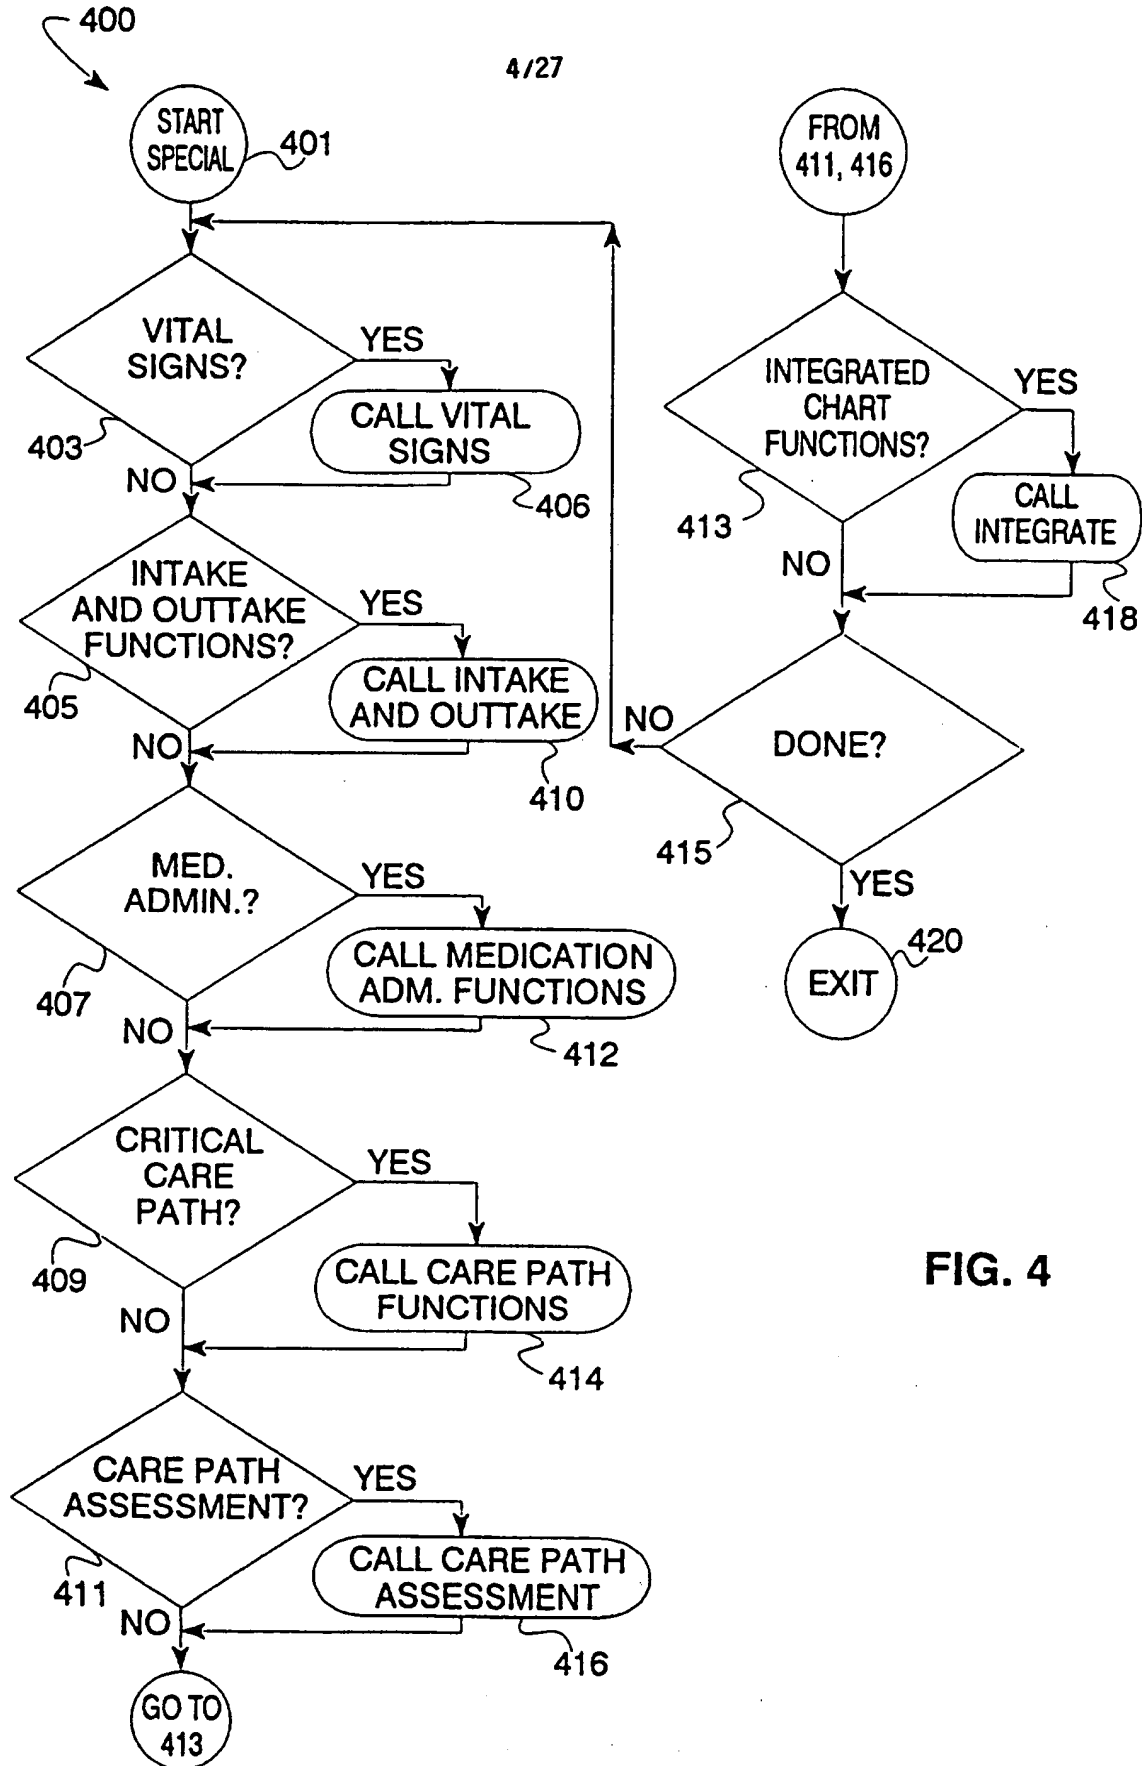 400
4/27
START
SPECIAL
401
VITAL
SIGNS?
YES
403
CALL VITAL
SIGNS
NO
406
INTAKE
AND OUTTAKE
FUNCTIONS?
YES
405
CALL INTAKE
AND OUTTAKE
NO
410
MED.
ADMIN.?
YES
407
CALL MEDICATION
ADM. FUNCTIONS
NO
412
CRITICAL
CARE
PATH?
YES
409
CALL CARE PATH
FUNCTIONS
NO
414
CARE PATH
ASSESSMENT?
YES
411
CALL CARE PATH
ASSESSMENT
NO
416
GO TO
413
FROM
411, 416
INTEGRATED
CHART
FUNCTIONS?
YES
413
CALL
INTEGRATE
NO
418
DONE?
NO
415
YES
EXIT
420
FIG. 4